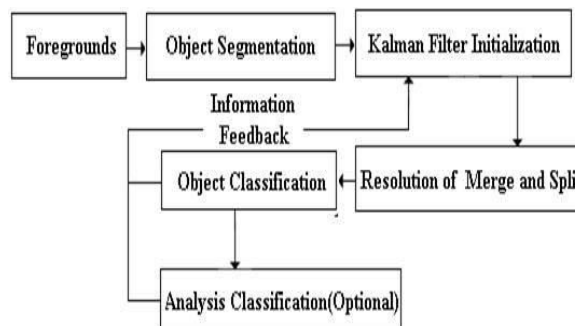 Foregrounds
Object Segmentation
Kalman Filter Initialization
Information
Feedback
Object Classification
Resolution of Merge and Spli
Analysis Classification(Optional)